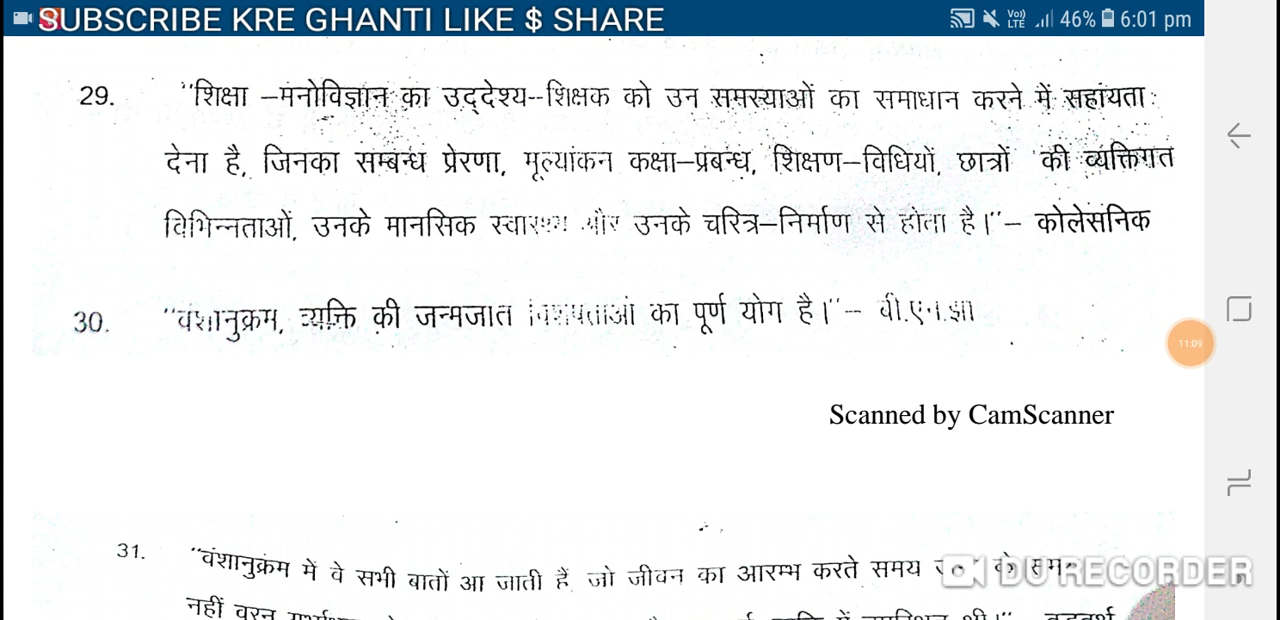 SUBSCRIBE KRE GHANTI LIKE $ SHARE
Vo)) LTE 46% 6:01 pm
29. "शिक्षा –मनोविज्ञान का उद्देश्य--शिक्षक को उन समस्याओं का समाधान करने में सहायता
देना है, जिनका सम्बन्ध प्रेरणा, मूल्यांकन कक्षा–प्रबन्ध, शिक्षण–विधियों, छात्रों की व्यक्तिगत
विभिन्नताओं, उनके मानसिक स्वास्थ्य और उनके चरित्र–निर्माण से होता है।"– कोलेसनिक
30. "वंशानुक्रम, व्यक्ति की जन्मजात विशेषताओं का पूर्ण योग है।"– बी.एन.झा
11:09
Scanned by CamScanner
31. "वंशानुक्रम में वे सभी बातों आ जाती हैं, जो जीवन का आरम्भ करते समय के
DU RECORDER
नहीं वरन